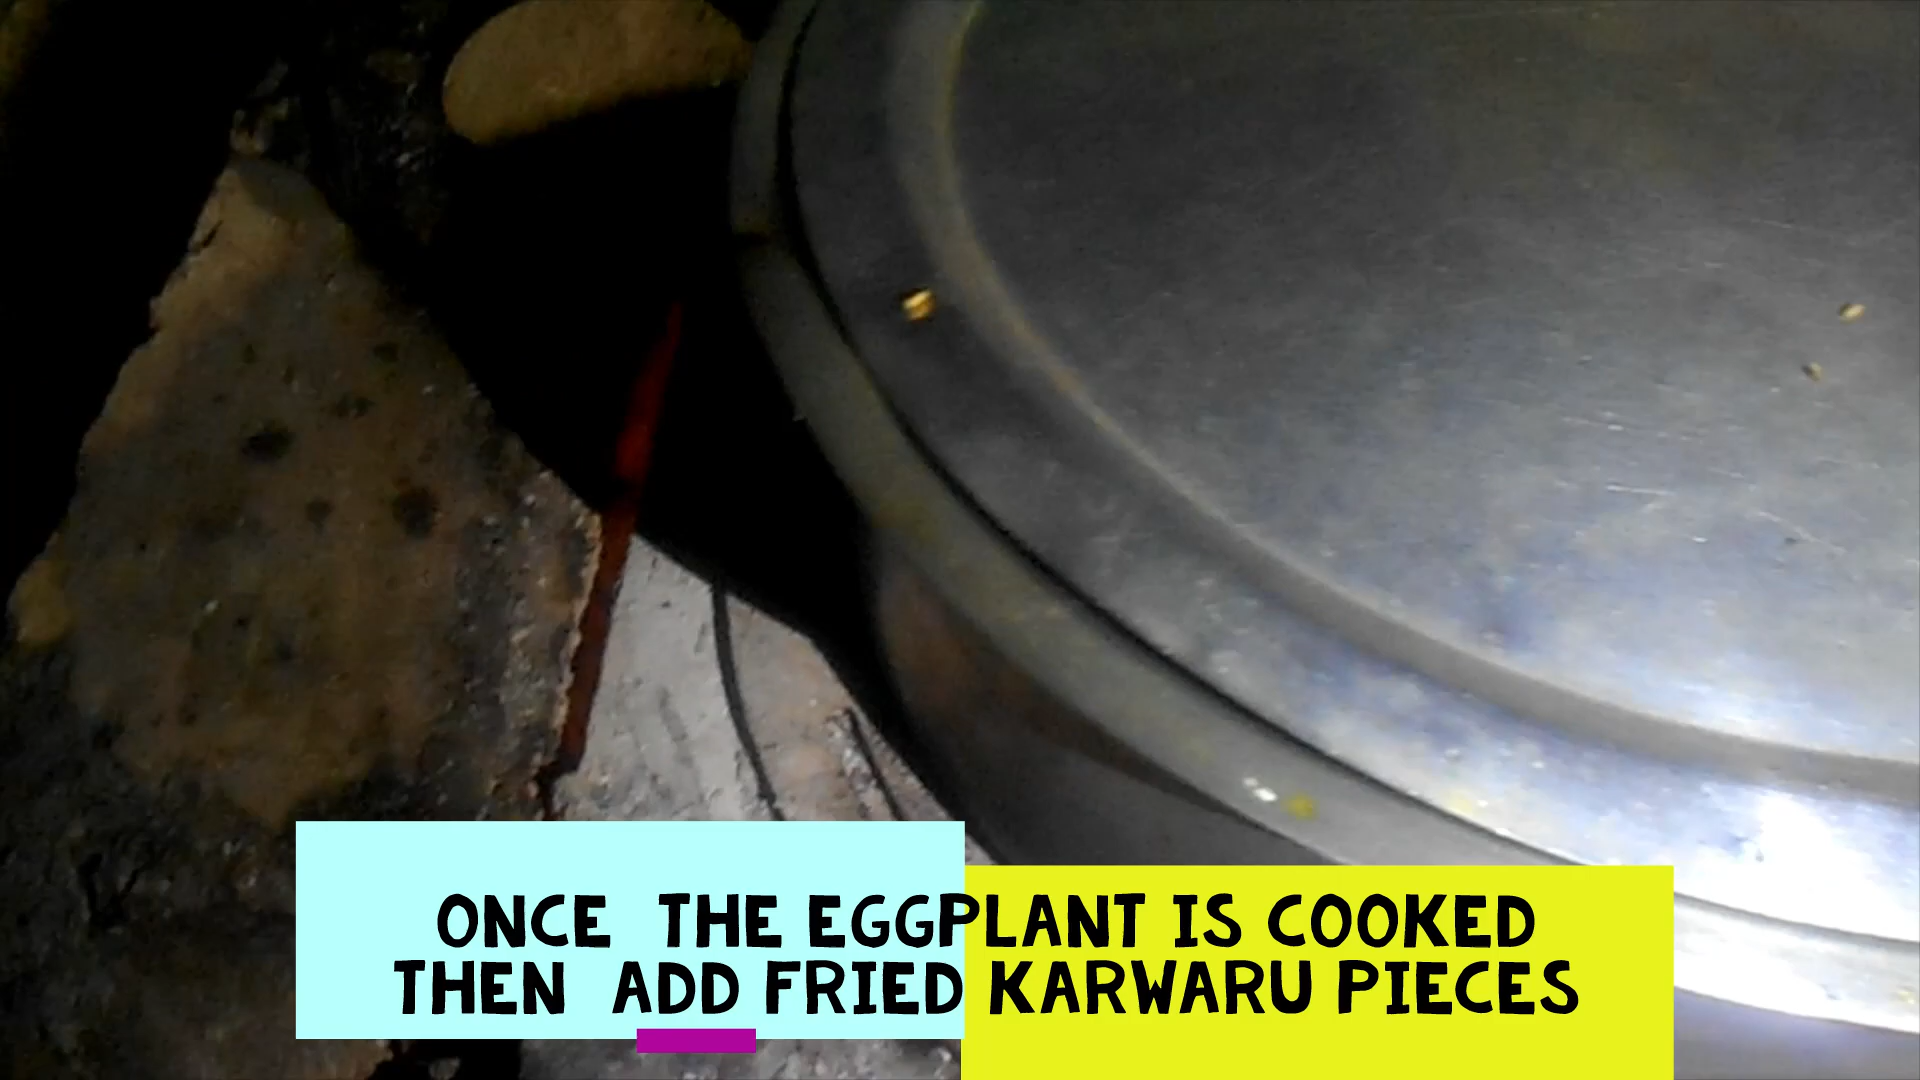 ONCE THE EGGPLANT IS COOKED
THEN ADD FRIED KARWARU PIECES